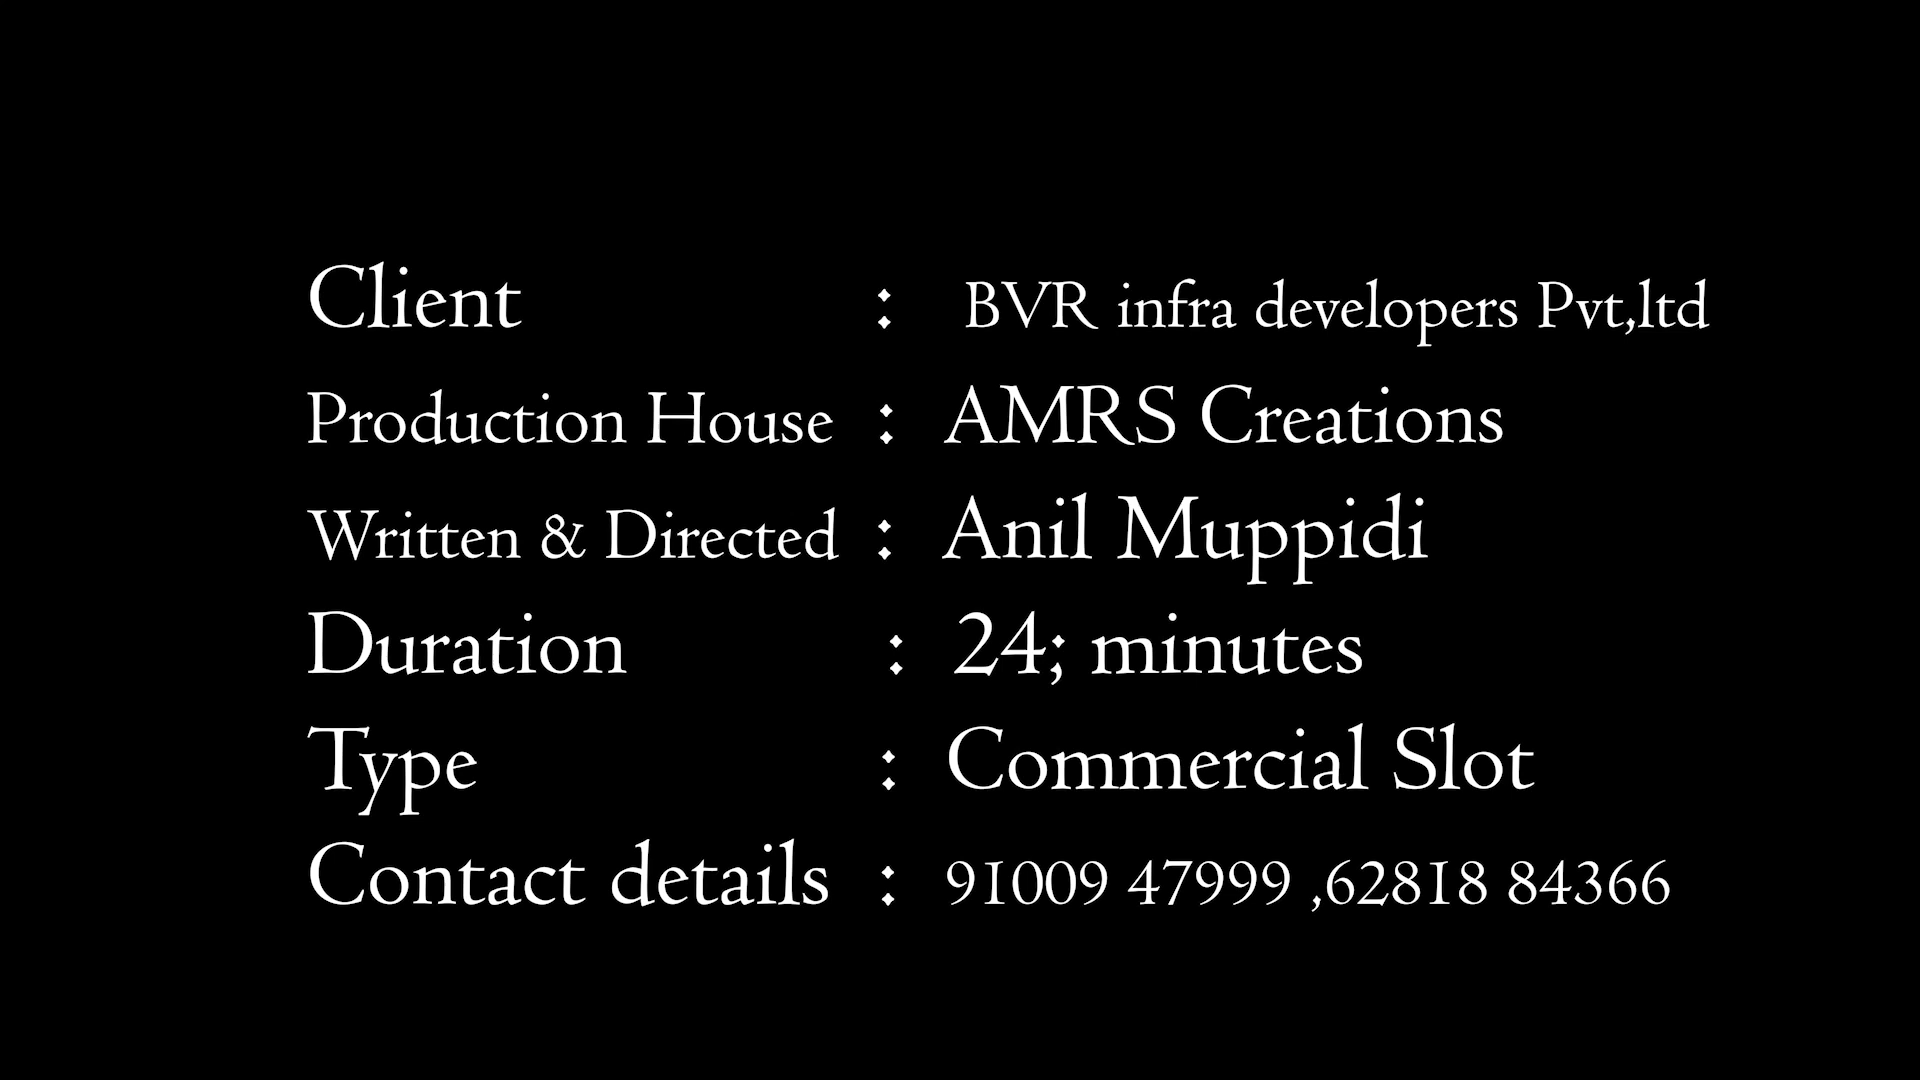 Client : BVR infra developers Pvt,ltd
Production House : AMRS Creations
Written & Directed : Anil Muppidi
Duration : 24; minutes
Type : Commercial Slot
Contact details : 91009 47999 ,62818 84366